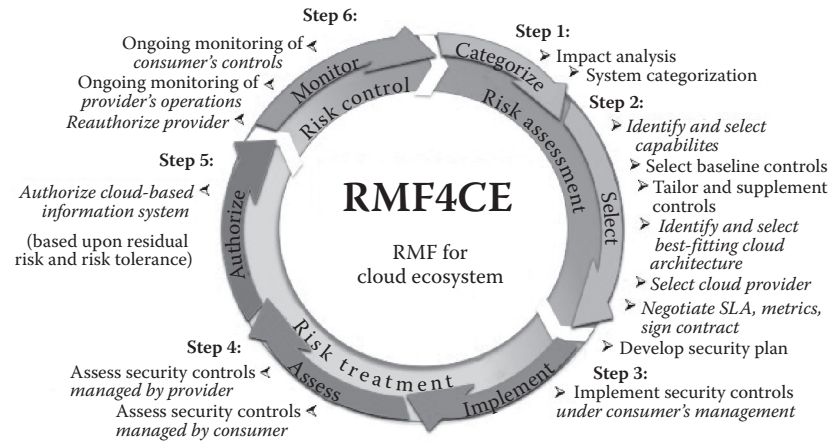 Step 1:
Impact analysis
System categorization
Step 2:
Identify and select
capabilites
Select baseline controls
Tailor and supplement
controls
Identify and select
best-fitting cloud
architecture
Select cloud provider
Negotiate SLA, metrics,
sign contract
Develop security plan
Step 3:
Implement security controls
under consumer's management
Step 4:
Assess security controls
managed by provider
Assess security controls
managed by consumer
Step 5:
Authorize cloud-based
information system
(based upon residual
risk and risk tolerance)
Step 6:
Ongoing monitoring of
consumer's controls
Ongoing monitoring of
provider's operations
Reauthorize provider
Categorize
Select
Implement
Assess
Authorize
Monitor
Risk assessment
Risk treatment
Risk control
RMF4CE
RMF for
cloud ecosystem